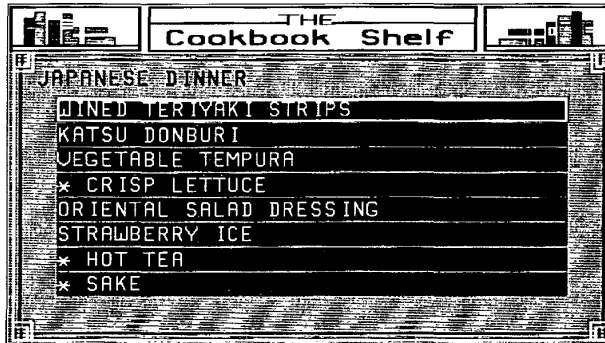 THE
Cookbook Shelf
JAPANESE DINNER
WINED TERIYAKI STRIPS
KATSU DONBURI
VEGETABLE TEMPURA
* CRISP LETTUCE
ORIENTAL SALAD DRESSING
STRAWBERRY ICE
* HOT TEA
* SAKE